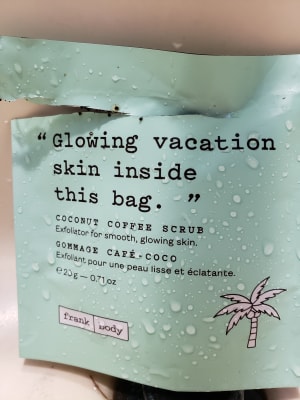 “Glowing vacation
skin inside
this bag. ”
COCONUT COFFEE SCRUB
Exfoliator for smooth, glowing skin.
GOMMAGE CAFÉ-COCO
Exfoliant pour une peau lisse et éclatante.
℮ 20g — 0.71 oz
frank body